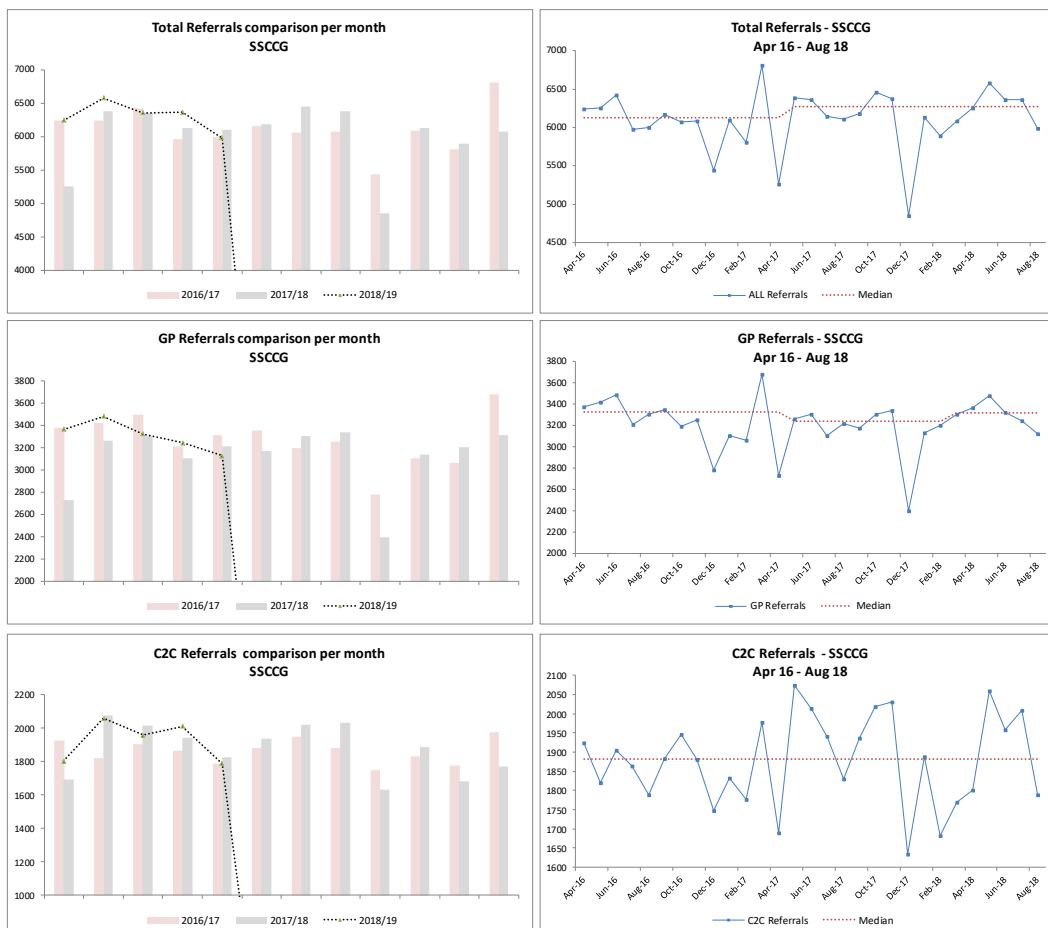 Total Referrals comparison per month
SSCCG
7000
6500
6000
5500
5000
4500
4000
2016/17 2017/18 2018/19
Total Referrals - SSCCG
Apr 16 - Aug 18
7000
6500
6000
5500
5000
4500
Apr-16 Jun-16 Aug-16 Oct-16 Dec-16 Feb-17 Apr-17 Jun-17 Aug-17 Oct-17 Dec-17 Feb-18 Apr-18 Jun-18 Aug-18
ALL Referrals Median
GP Referrals comparison per month
SSCCG
3800
3600
3400
3200
3000
2800
2600
2400
2200
2000
2016/17 2017/18 2018/19
GP Referrals - SSCCG
Apr 16 - Aug 18
3800
3600
3400
3200
3000
2800
2600
2400
2200
2000
Apr-16 Jun-16 Aug-16 Oct-16 Dec-16 Feb-17 Apr-17 Jun-17 Aug-17 Oct-17 Dec-17 Feb-18 Apr-18 Jun-18 Aug-18
GP Referrals Median
C2C Referrals comparison per month
SSCCG
2200
2000
1800
1600
1400
1200
1000
2016/17 2017/18 2018/19
C2C Referrals - SSCCG
Apr 16 - Aug 18
2100
2050
2000
1950
1900
1850
1800
1750
1700
1650
1600
Apr-16 Jun-16 Aug-16 Oct-16 Dec-16 Feb-17 Apr-17 Jun-17 Aug-17 Oct-17 Dec-17 Feb-18 Apr-18 Jun-18 Aug-18
C2C Referrals Median